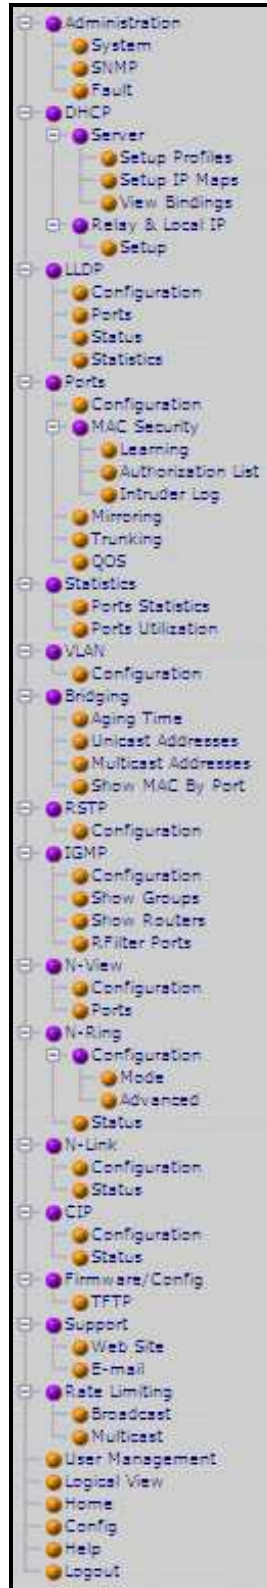 Administration
System
SNMP
Fault
DHCP
Server
Setup Profiles
Setup IP Maps
View Bindings
Relay & Local IP
Setup
LLDP
Configuration
Ports
Status
Statistics
Ports
Configuration
MAC Security
Learning
Authorization List
Intruder Log
Mirroring
Trunking
QOS
Statistics
Ports Statistics
Ports Utilization
VLAN
Configuration
Bridging
Aging Time
Unicast Addresses
Multicast Addresses
Show MAC By Port
RSTP
Configuration
IGMP
Configuration
Show Groups
Show Routers
RFilter Ports
N-View
Configuration
Ports
N-Ring
Configuration
Mode
Advanced
Status
N-Link
Configuration
Status
CIP
Configuration
Status
Firmware/Config
TFTP
Support
Web Site
E-mail
Rate Limiting
Broadcast
Multicast
User Management
Logical View
Home
Config
Help
Logout